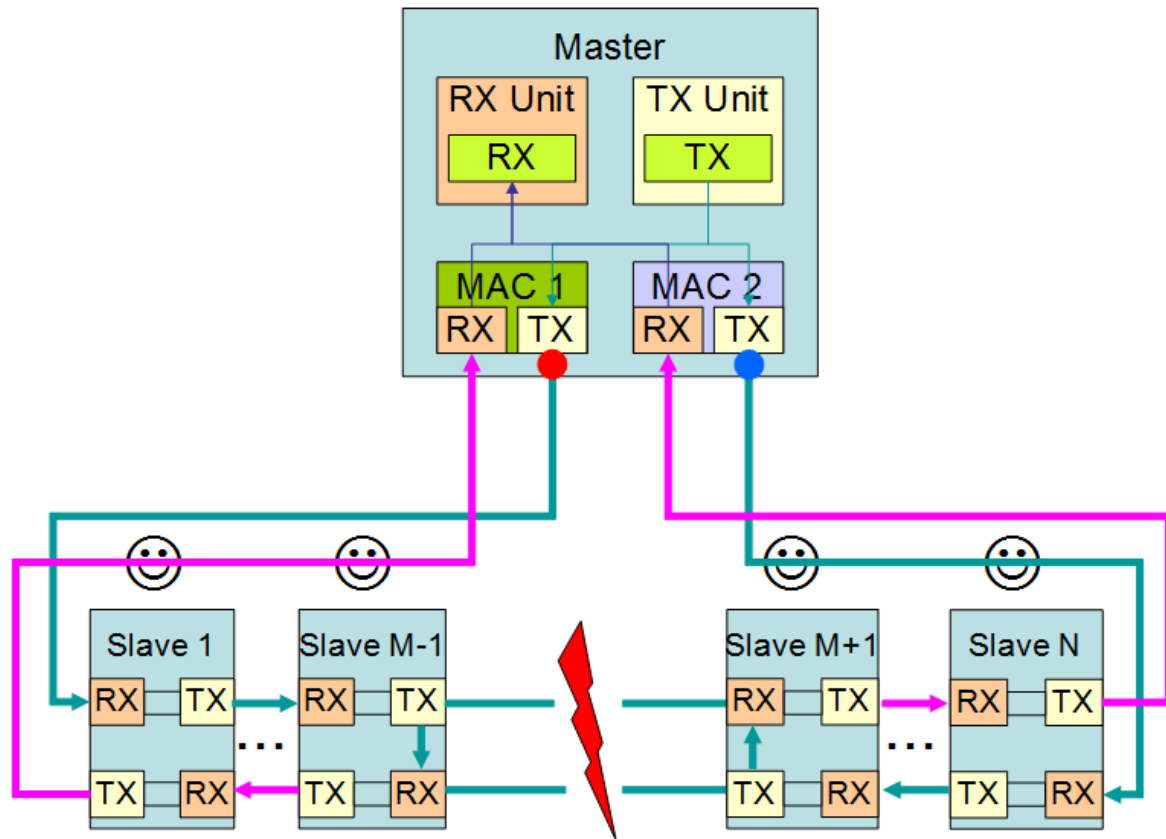 Master
RX Unit TX Unit
RX TX
MAC 1 MAC 2
RX TX RX TX
Slave 1 Slave M-1 Slave M+1 Slave N
RX TX RX TX RX TX RX TX
... ...
TX RX TX RX TX RX TX RX